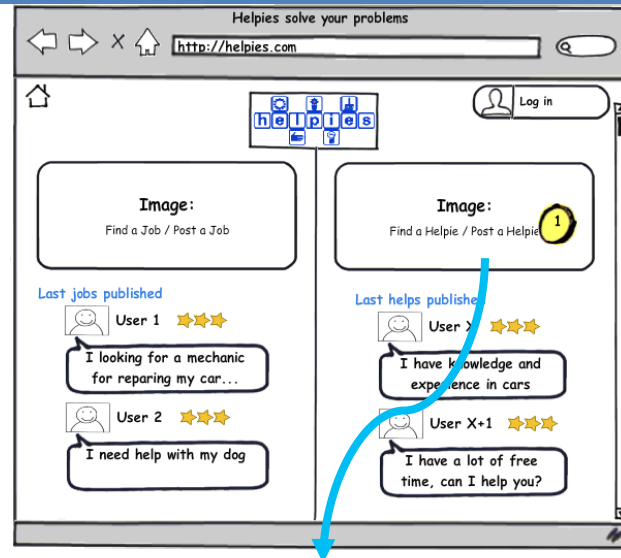 Helpies solve your problems
http://helpies.com
Log in
helpies
Image:
Find a Job / Post a Job
Image:
Find a Helpie / Post a Helpie
1
Last jobs published
User 1
I looking for a mechanic
for reparing my car...
User 2
I need help with my dog
Last helps published
User X
I have knowledge and
experience in cars
User X+1
I have a lot of free
time, can I help you?